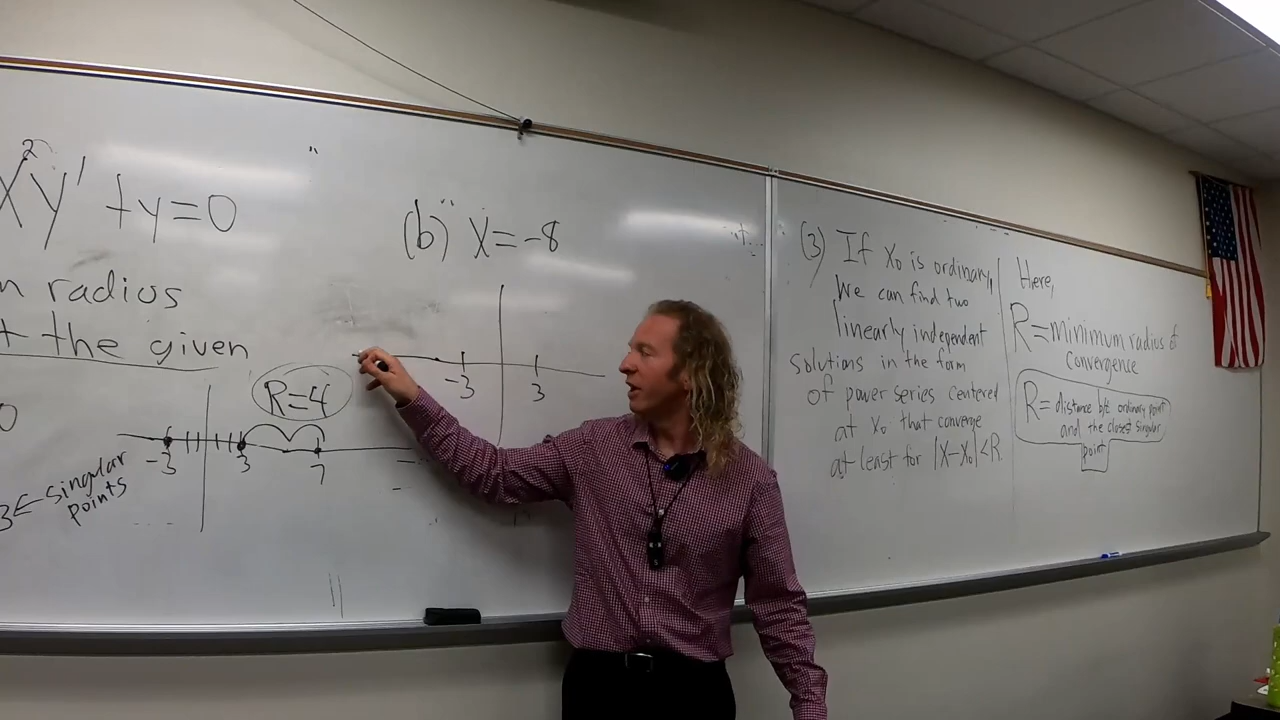 x²y' +y=0
n radius
t the given
0
R=4
-3
3
7
3 ← singular
points
(b) X=-8
-3
3
(3) If X₀ is ordinary,
we can find two
linearly independent
solutions in the form
of power series centered
at X₀ that converge
at least for |X-X₀|<R.
Here,
R=minimum radius of
convergence
R= distance b/t ordinary point
and the closest singular
point